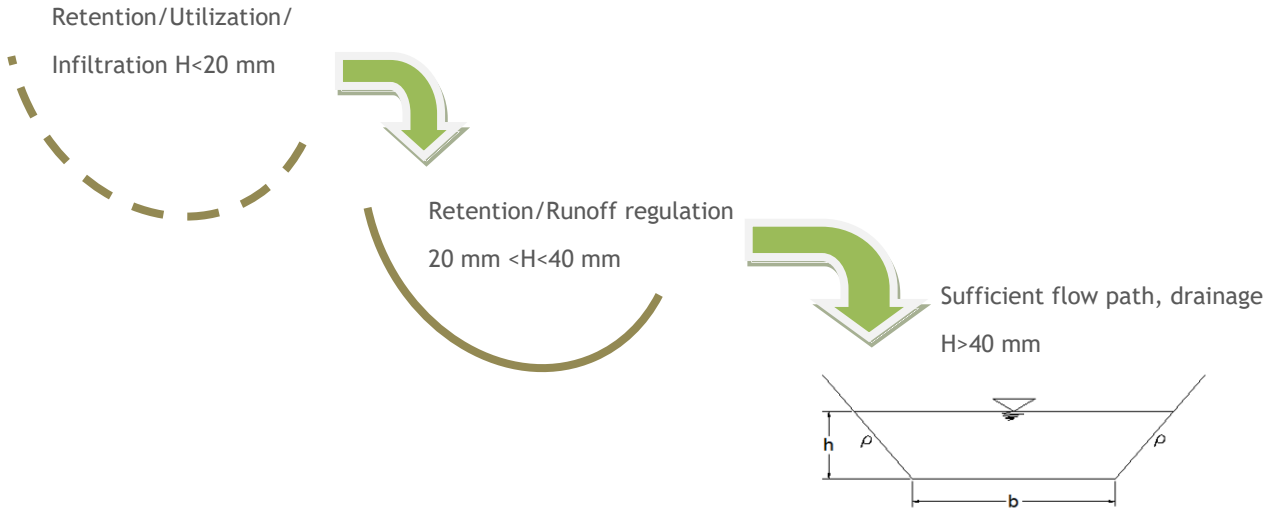 Retention/Utilization/
Infiltration H<20 mm
Retention/Runoff regulation
20 mm <H<40 mm
Sufficient flow path, drainage
H>40 mm
h
ρ
ρ
b